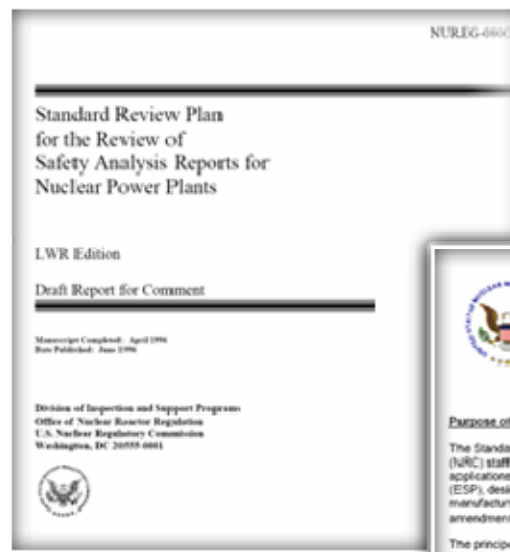 NUREG-0800
Standard Review Plan
for the Review of
Safety Analysis Reports for
Nuclear Power Plants
LWR Edition
Draft Report for Comment
Manuscript Completed: April 1996
Date Published: June 1996
Division of Inspection and Support Programs
Office of Nuclear Reactor Regulation
U.S. Nuclear Regulatory Commission
Washington, DC 20555-0001
Purpose of
The Standa
(NRC) staff
applications
(ESP), desi
manufactur
amendment
The principa